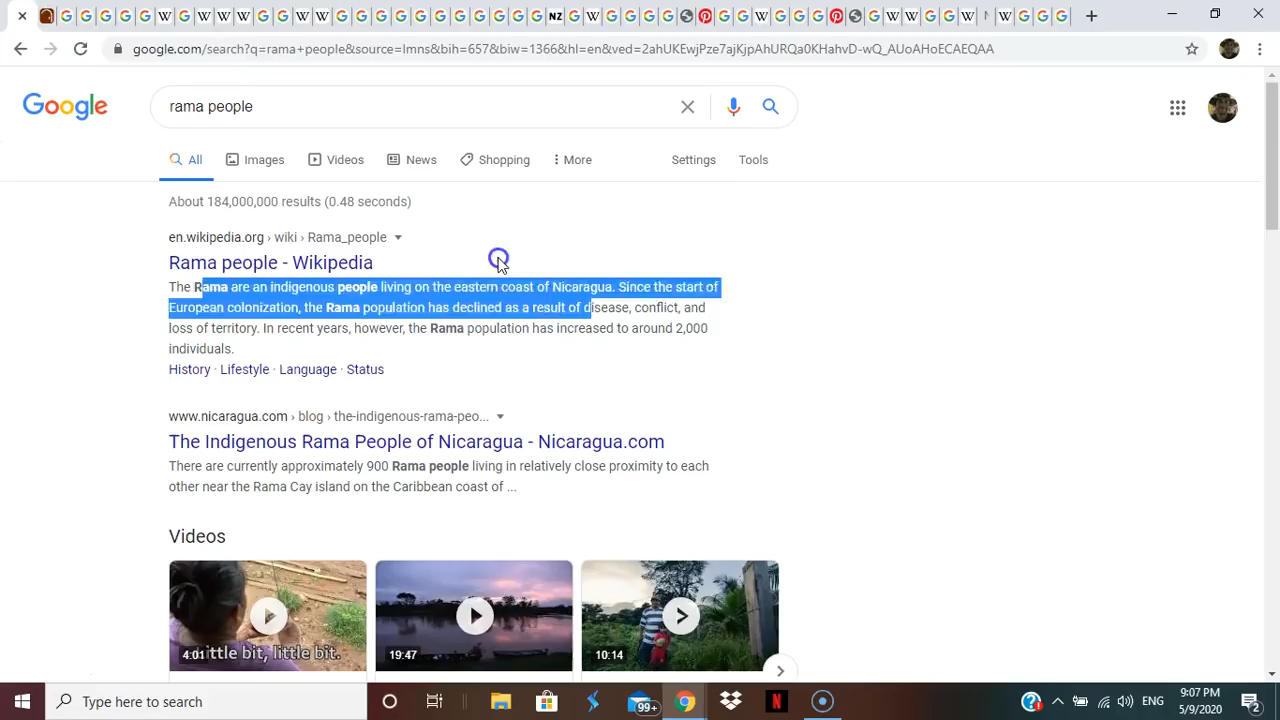 google.com/search?q=rama+people&source=lmns&bih=657&biw=1366&hl=en&ved=2ahUKEwjPze7ajKjpAhURQa0KHahvD-wQ_AUoAHoECAEQAA
Google
rama people
All Images Videos News Shopping More Settings Tools
About 184,000,000 results (0.48 seconds)
en.wikipedia.org › wiki › Rama_people
Rama people - Wikipedia
The Rama are an indigenous people living on the eastern coast of Nicaragua. Since the start of
European colonization, the Rama population has declined as a result of disease, conflict, and
loss of territory. In recent years, however, the Rama population has increased to around 2,000
individuals.
History · Lifestyle · Language · Status
www.nicaragua.com › blog › the-indigenous-rama-peo...
The Indigenous Rama People of Nicaragua - Nicaragua.com
There are currently approximately 900 Rama people living in relatively close proximity to each
other near the Rama Cay island on the Caribbean coast of ...
Videos
4:01 ittle bit, little bit.
19:47
10:14
Type here to search
99+
ENG
9:07 PM
5/9/2020
2